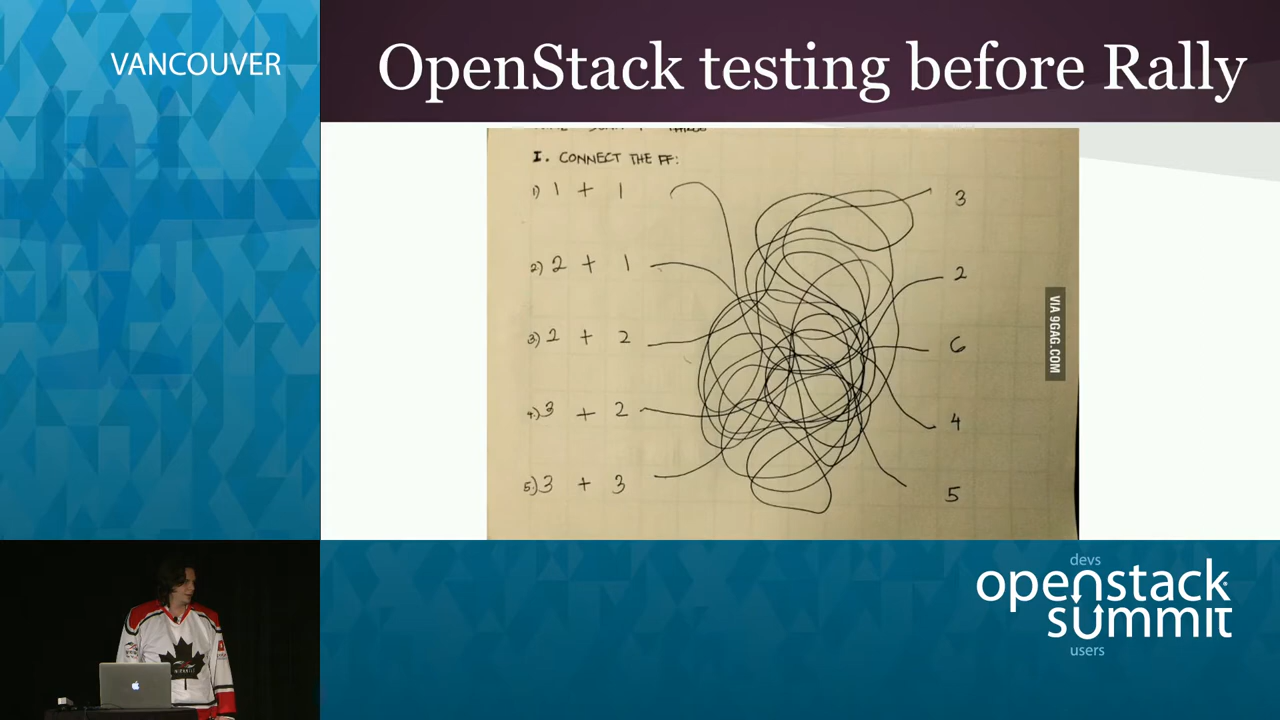 VANCOUVER
OpenStack testing before Rally
I. CONNECT THE FF:
1) 1 + 1
3
2) 2 + 1
2
3) 2 + 2
6
4.) 3 + 2
4
5.) 3 + 3
5
VIA 9GAG.COM
devs
openstack
summit
users